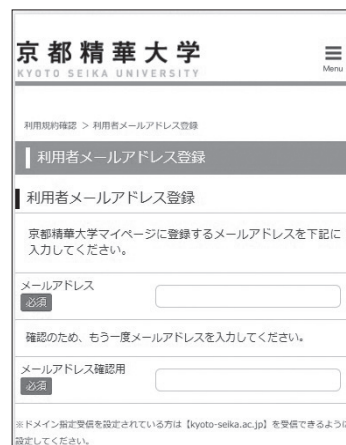 京都精華大学
KYOTO SEIKA UNIVERSITY
Menu
利用規約確認 > 利用者メールアドレス登録
利用者メールアドレス登録
利用者メールアドレス登録
京都精華大学マイページに登録するメールアドレスを下記に
入力してください。
メールアドレス
必須
確認のため、もう一度メールアドレスを入力してください。
メールアドレス確認用
必須
※ドメイン指定受信を設定されている方は【kyoto-seika.ac.jp】を受信できるように
設定してください。